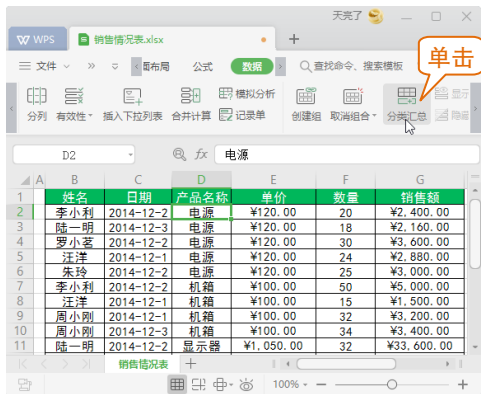 天亮了
WPS 销售情况表.xlsx
文件 页面布局 公式 数据 查找命令、搜索模板
单击
分列 有效性 插入下拉列表 合并计算 模拟分析 记录单 创建组 取消组合 分类汇总 显示 隐藏
D2 fx 电源
A B C D E F G
1 姓名 日期 产品名称 单价 数量 销售额
2 李小利 2014-12-2 电源 ¥120.00 20 ¥2,400.00
3 陆一明 2014-12-3 电源 ¥120.00 18 ¥2,160.00
4 罗小茗 2014-12-2 电源 ¥120.00 30 ¥3,600.00
5 汪洋 2014-12-1 电源 ¥120.00 24 ¥2,880.00
6 朱玲 2014-12-2 电源 ¥120.00 25 ¥3,000.00
7 李小利 2014-12-2 机箱 ¥100.00 50 ¥5,000.00
8 汪洋 2014-12-1 机箱 ¥100.00 15 ¥1,500.00
9 周小刚 2014-12-1 机箱 ¥100.00 32 ¥3,200.00
10 周小刚 2014-12-3 机箱 ¥100.00 34 ¥3,400.00
11 陆一明 2014-12-2 显示器 ¥1,050.00 32 ¥33,600.00
销售情况表
100%